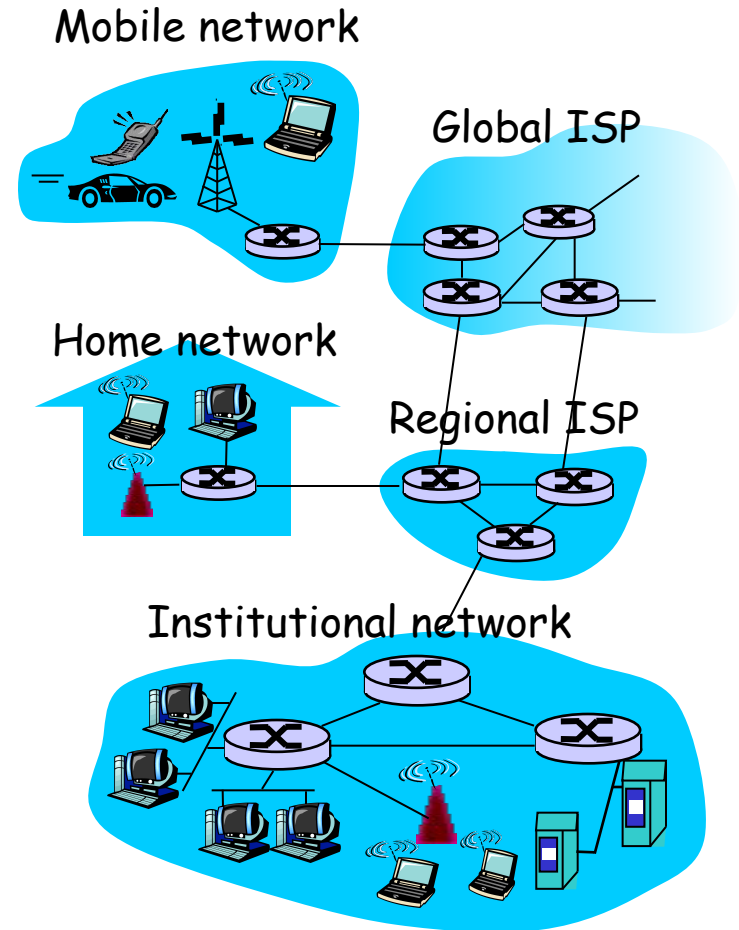 Mobile network
Global ISP
Home network
Regional ISP
Institutional network